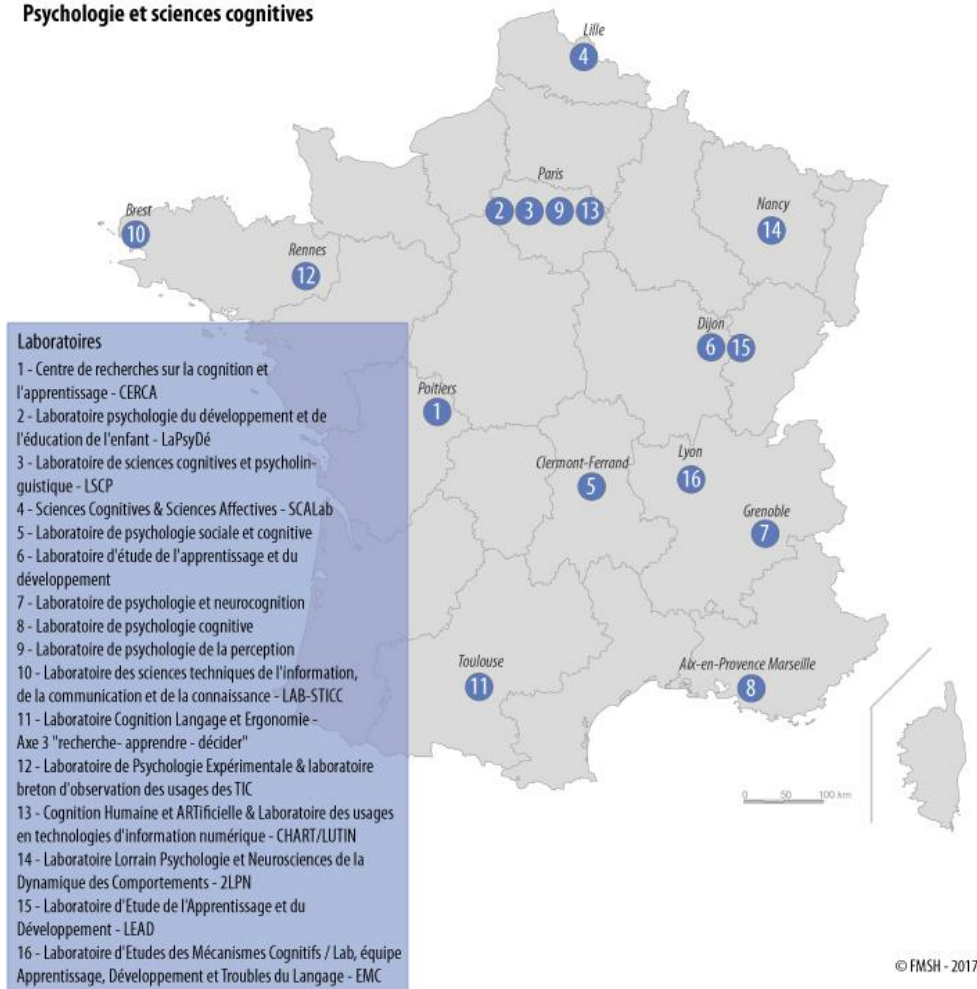 Psychologie et sciences cognitives
Lille
4
Paris
2 3 9 13
Nancy
14
Brest
10
Rennes
12
Dijon
6 15
Poitiers
1
Clermont-Ferrand
5
Lyon
16
Grenoble
7
Toulouse
11
Aix-en-Provence Marseille
8
0 50 100 km
Laboratoires
1 - Centre de recherches sur la cognition et
l'apprentissage - CERCA
2 - Laboratoire psychologie du développement et de
l'éducation de l'enfant - LaPsyDé
3 - Laboratoire de sciences cognitives et psycholin-
guistique - LSCP
4 - Sciences Cognitives & Sciences Affectives - SCALab
5 - Laboratoire de psychologie sociale et cognitive
6 - Laboratoire d'étude de l'apprentissage et du
développement
7 - Laboratoire de psychologie et neurocognition
8 - Laboratoire de psychologie cognitive
9 - Laboratoire de psychologie de la perception
10 - Laboratoire des sciences techniques de l'information,
de la communication et de la connaissance - LAB-STICC
11 - Laboratoire Cognition Langage et Ergonomie -
Axe 3 "recherche- apprendre - décider"
12 - Laboratoire de Psychologie Expérimentale & laboratoire
breton d'observation des usages des TIC
13 - Cognition Humaine et ARTificielle & Laboratoire des usages
en technologies d'information numérique - CHART/LUTIN
14 - Laboratoire Lorrain Psychologie et Neurosciences de la
Dynamique des Comportements - 2LPN
15 - Laboratoire d'Etude de l'Apprentissage et du
Développement - LEAD
16 - Laboratoire d'Etudes des Mécanismes Cognitifs / Lab, équipe
Apprentissage, Développement et Troubles du Langage - EMC
© FMSH - 2017